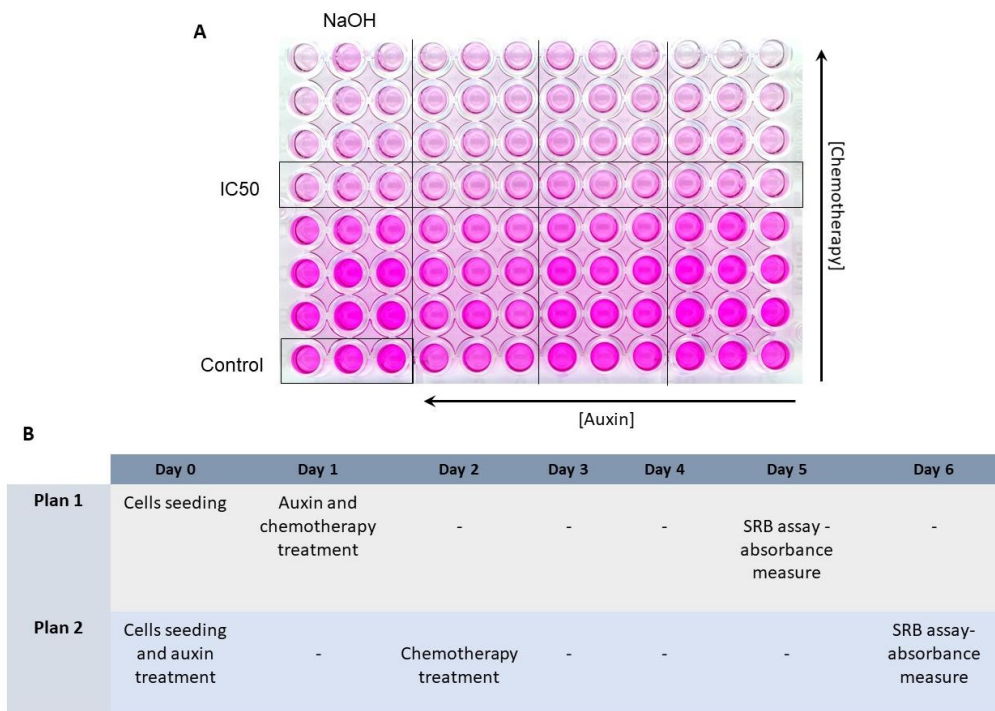 A
NaOH
IC50
Control
[Chemotherapy]
[Auxin]
B
Day 0 Day 1 Day 2 Day 3 Day 4 Day 5 Day 6
Plan 1
Cells seeding
Auxin and
chemotherapy
treatment
-
-
-
SRB assay -
absorbance
measure
-
Plan 2
Cells seeding
and auxin
treatment
-
Chemotherapy
treatment
-
-
-
SRB assay-
absorbance
measure